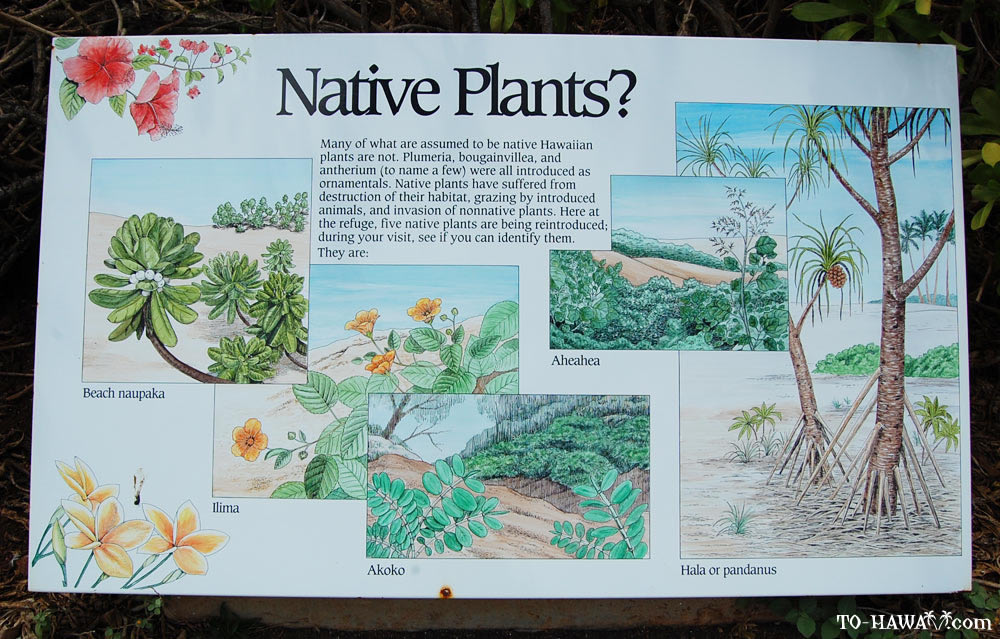 Native Plants?
Many of what are assumed to be native Hawaiian
plants are not. Plumeria, bougainvillea, and
antherium (to name a few) were all introduced as
ornamentals. Native plants have suffered from
destruction of their habitat, grazing by introduced
animals, and invasion of nonnative plants. Here at
the refuge, five native plants are being reintroduced;
during your visit, see if you can identify them.
They are:
Beach naupaka
Ilima
Akoko
Aheahea
Hala or pandanus
TO-HAWAII.com